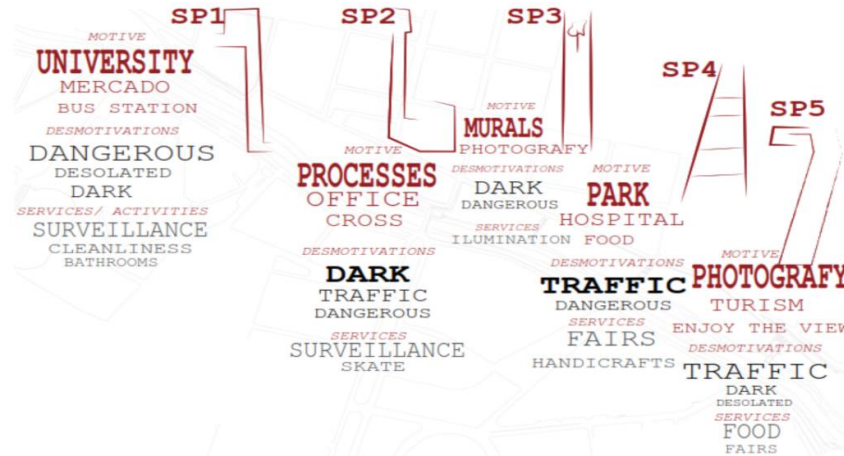 SP1
MOTIVE
UNIVERSITY
MERCADO
BUS STATION
DESMOTIVATIONS
DANGEROUS
DESOLATED
DARK
SERVICES/ ACTIVITIES
SURVEILLANCE
CLEANLINESS
BATHROOMS
SP2
MOTIVE
PROCESSES
OFFICE
CROSS
DESMOTIVATIONS
DARK
TRAFFIC
DANGEROUS
SERVICES
SURVEILLANCE
SKATE
SP3
MOTIVE
MURALS
PHOTOGRAFY
DESMOTIVATIONS
DARK
DANGEROUS
SERVICES
ILUMINATION
SP4
MOTIVE
PARK
HOSPITAL
FOOD
DESMOTIVATIONS
TRAFFIC
DANGEROUS
SERVICES
FAIRS
HANDICRAFTS
SP5
MOTIVE
PHOTOGRAFY
TURISM
ENJOY THE VIEW
DESMOTIVATIONS
TRAFFIC
DARK
DESOLATED
SERVICES
FOOD
FAIRS